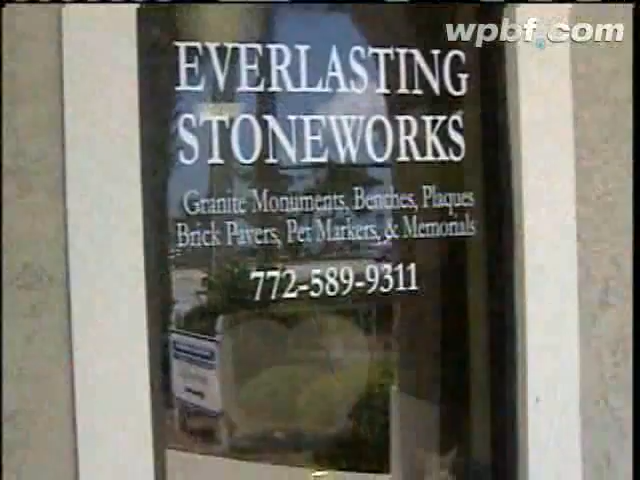 wpbf.com
EVERLASTING
STONEWORKS
Granite Monuments, Benches, Plaques
Brick Pavers, Pet Markers, & Memorials
772-589-9311